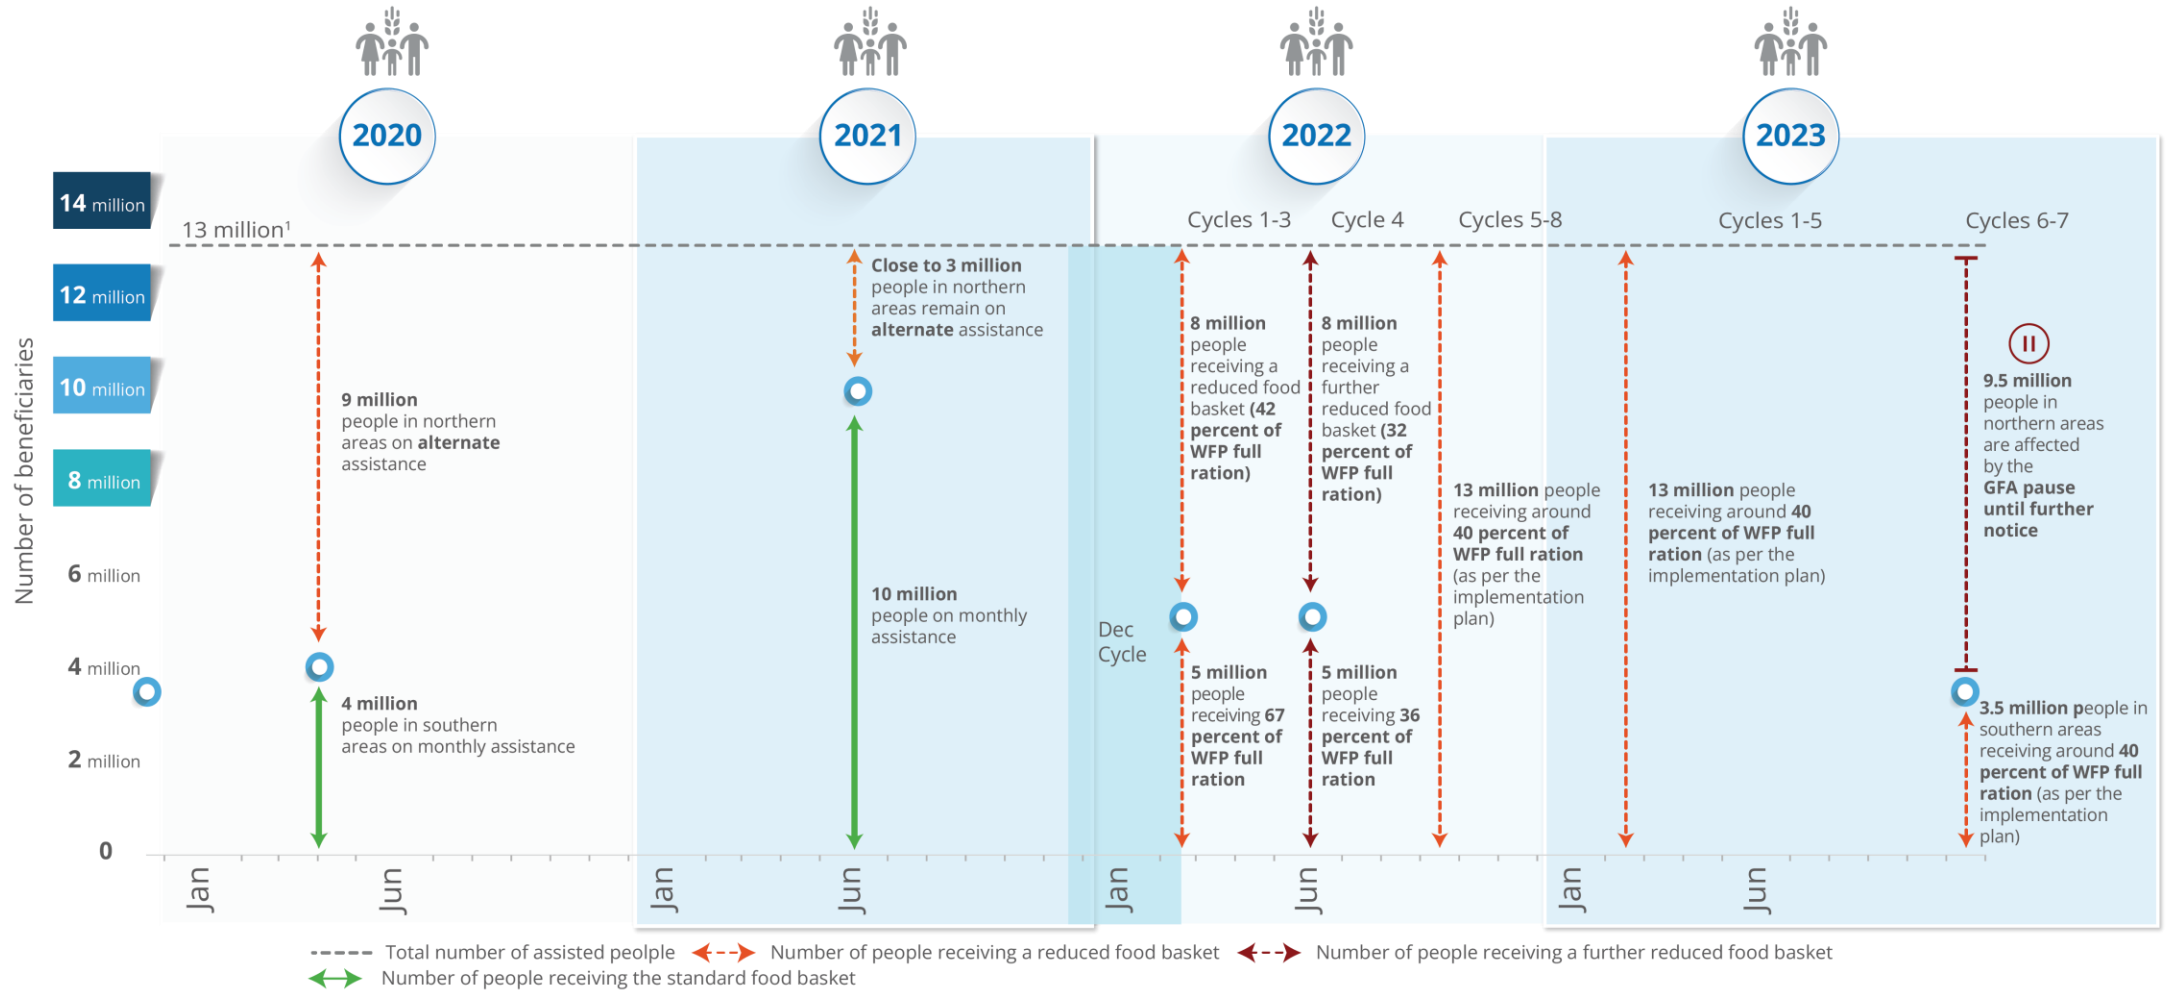 2020
2021
2022
2023
Number of beneficiaries
14 million
12 million
10 million
8 million
6 million
4 million
2 million
0
13 million¹
Cycles 1-3
Cycle 4
Cycles 5-8
Cycles 1-5
Cycles 6-7
9 million
people in northern
areas on alternate
assistance
4 million
people in southern
areas on monthly assistance
Close to 3 million
people in northern
areas remain on
alternate assistance
10 million
people on monthly
assistance
Dec
Cycle
8 million
people
receiving a
reduced food
basket (42
percent of
WFP full
ration)
5 million
people
receiving 67
percent of
WFP full
ration
8 million
people
receiving a
further
reduced food
basket (32
percent of
WFP full
ration)
5 million
people
receiving 36
percent of
WFP full
ration
13 million people
receiving around
40 percent of
WFP full ration
(as per the
implementation
plan)
13 million people
receiving around 40
percent of WFP full
ration (as per the
implementation plan)
9.5 million
people in
northern areas
are affected
by the
GFA pause
until further
notice
3.5 million people in
southern areas
receiving around 40
percent of WFP full
ration (as per the
implementation
plan)
Jan
Jun
Jan
Jun
Jan
Jun
Jan
Jun
Total number of assisted peolple
Number of people receiving a reduced food basket
Number of people receiving a further reduced food basket
Number of people receiving the standard food basket